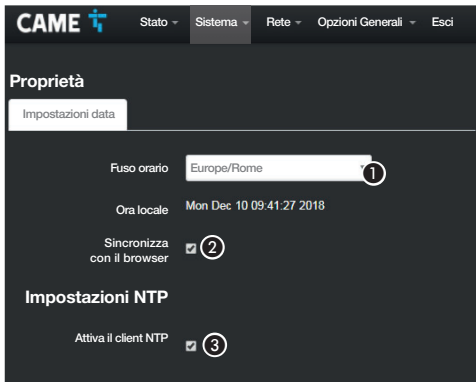 CAME Stato Sistema Rete Opzioni Generali Esci
Proprietà
Impostazioni data
Fuso orario Europe/Rome 1
Ora locale Mon Dec 10 09:41:27 2018
Sincronizza
con il browser 2
Impostazioni NTP
Attiva il client NTP 3